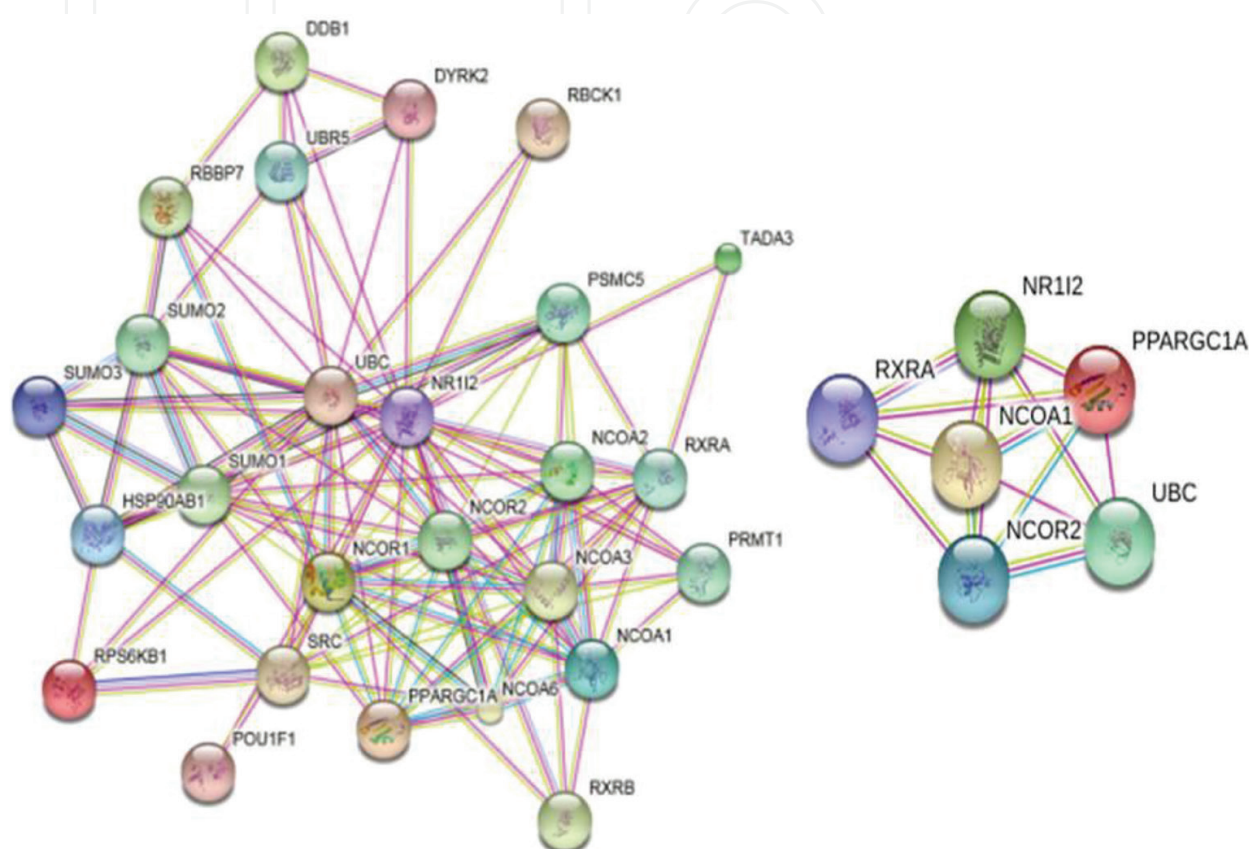 DDB1
DYRK2
RBCK1
UBR5
RBBP7
TADA3
PSMC5
SUMO2
UBC
SUMO3
NR1I2
NCOA2
RXRA
SUMO1
HSP90AB1
NCOR2
PRMT1
NCOR1
NCOA3
SRC
NCOA1
RPS6KB1
PPARGC1A
NCOA6
POU1F1
RXRB
NR1I2
PPARGC1A
RXRA
NCOA1
UBC
NCOR2